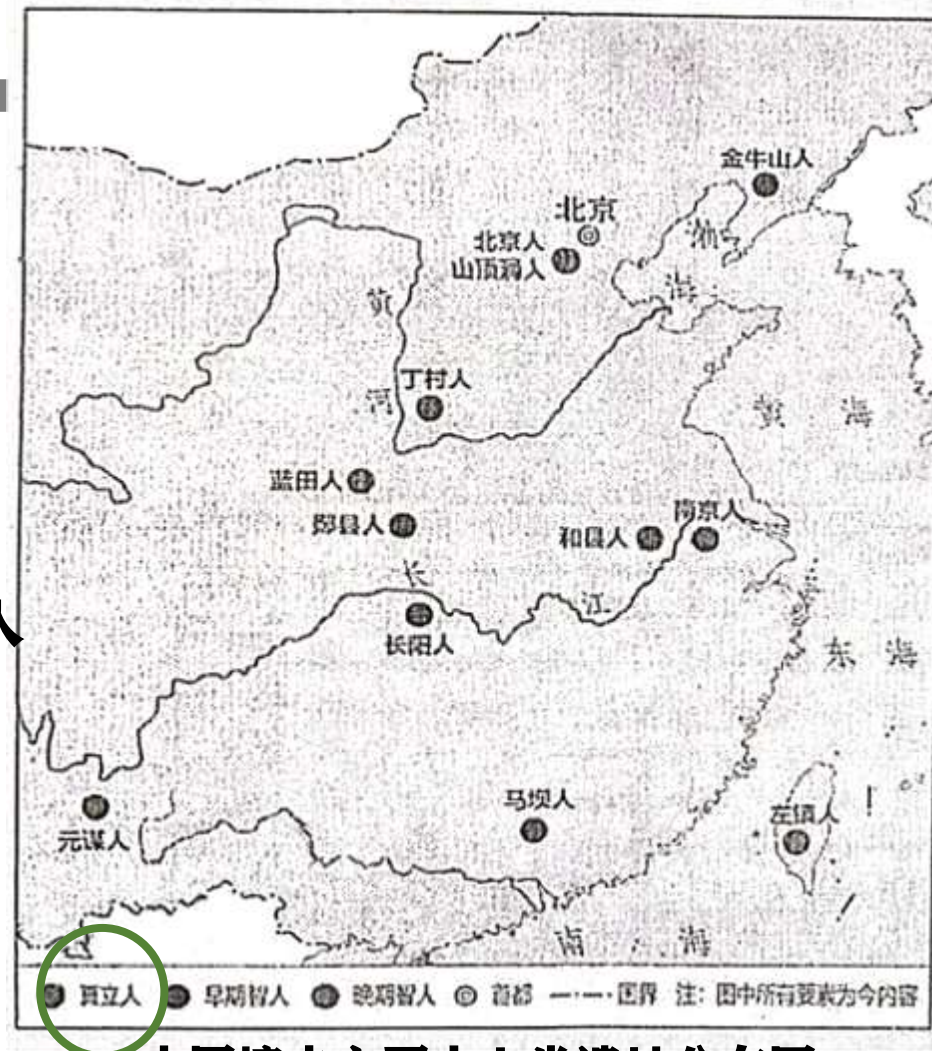 金牛山人
北京
北京人
山顶洞人
渤
海
黄
河
丁村人
黄 海
蓝田人
郧县人
南京人
和县人
长
江
人
长阳人
东 海
马坝人
元谋人
左镇人
南 海
直立人 早期智人 晚期智人 首都 国界 注:图中所有要素为今内容